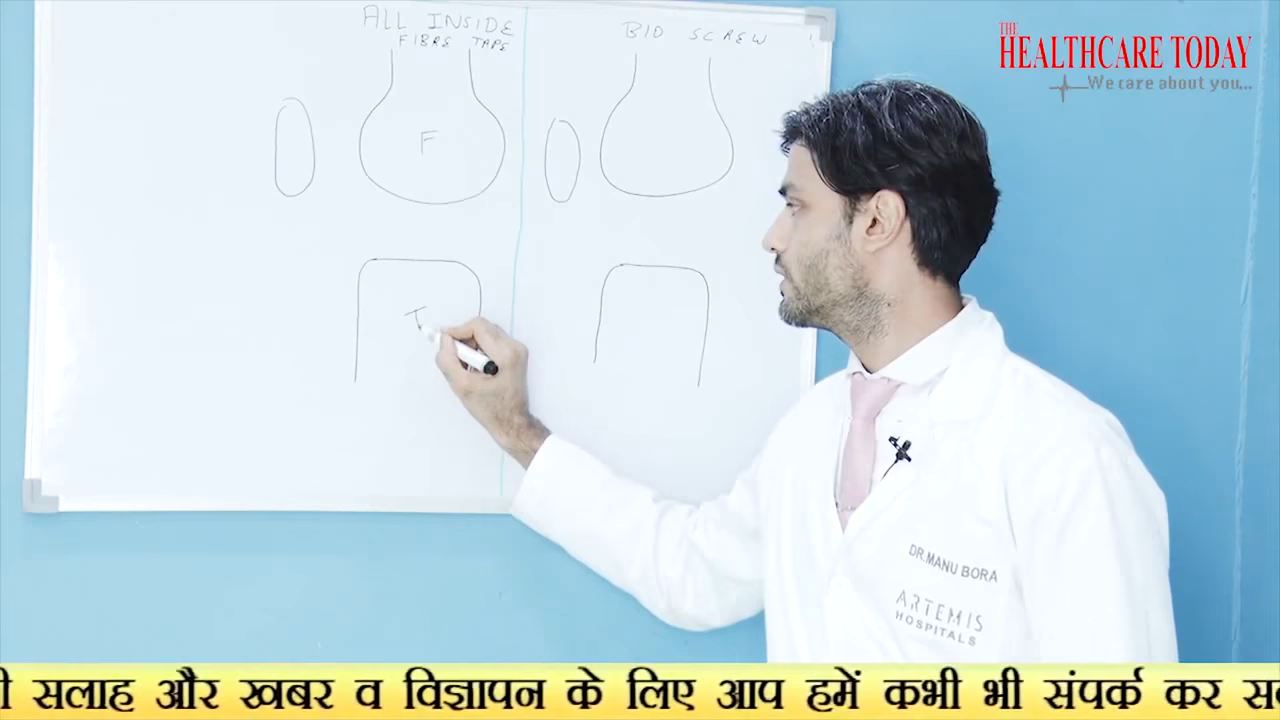 ALL INSIDE
FIBRE TAPE
BIO SCREW
F
T
THE
HEALTHCARE TODAY
We care about you...
DR.MANU BORA
ARTEMIS
HOSPITALS
सलाह और खबर व विज्ञापन के लिए आप हमें कभी भी संपर्क कर